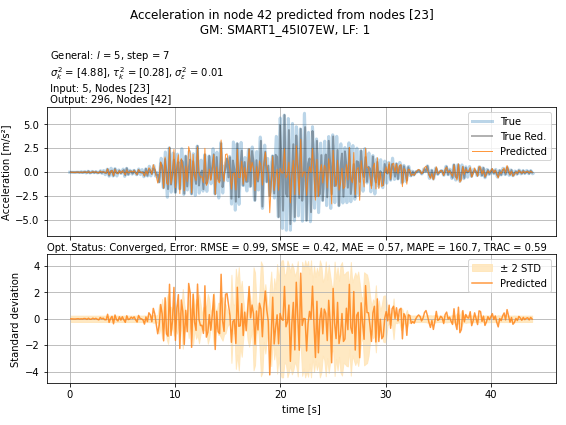 Acceleration in node 42 predicted from nodes [23]
GM: SMART1_45I07EW, LF: 1
General: l = 5, step = 7
σ²ₖ = [4.88], τ²ₖ = [0.28], σ²ε = 0.01
Input: 5, Nodes [23]
Output: 296, Nodes [42]
Acceleration [m/s²]
5.0
2.5
0.0
−2.5
−5.0
True
True Red.
Predicted
Opt. Status: Converged, Error: RMSE = 0.99, SMSE = 0.42, MAE = 0.57, MAPE = 160.7, TRAC = 0.59
Standard deviation
4
2
0
−2
−4
± 2 STD
Predicted
0 10 20 30 40
time [s]